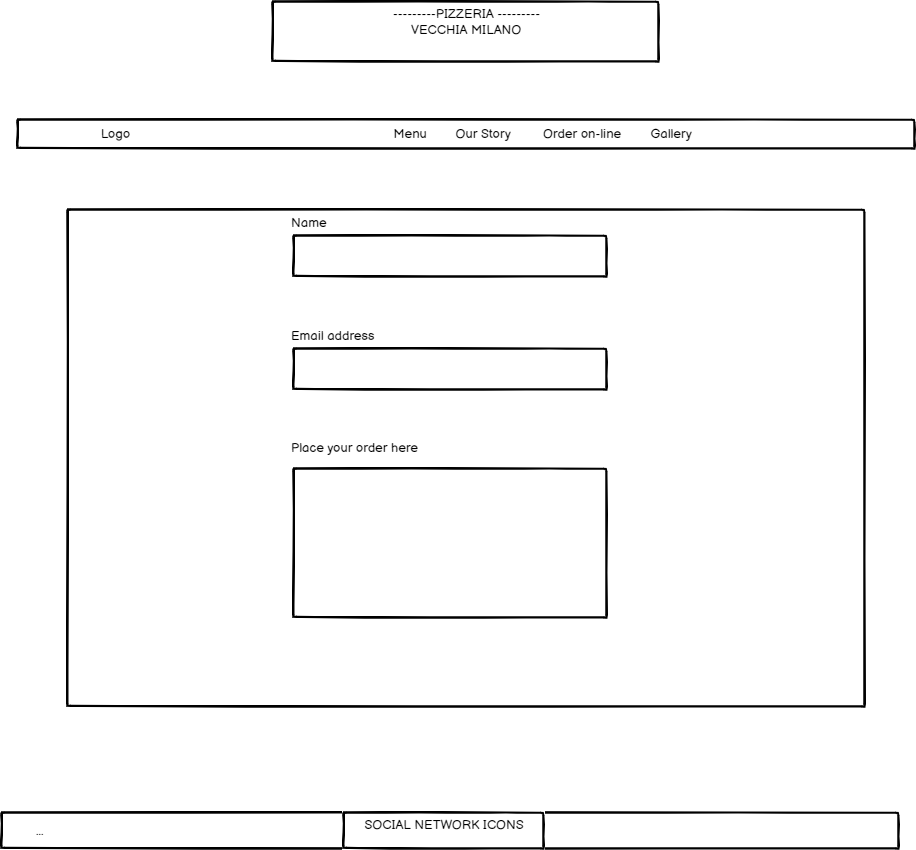 ---------PIZZERIA ---------
VECCHIA MILANO
Logo Menu Our Story Order on-line Gallery
Name
Email address
Place your order here
... SOCIAL NETWORK ICONS